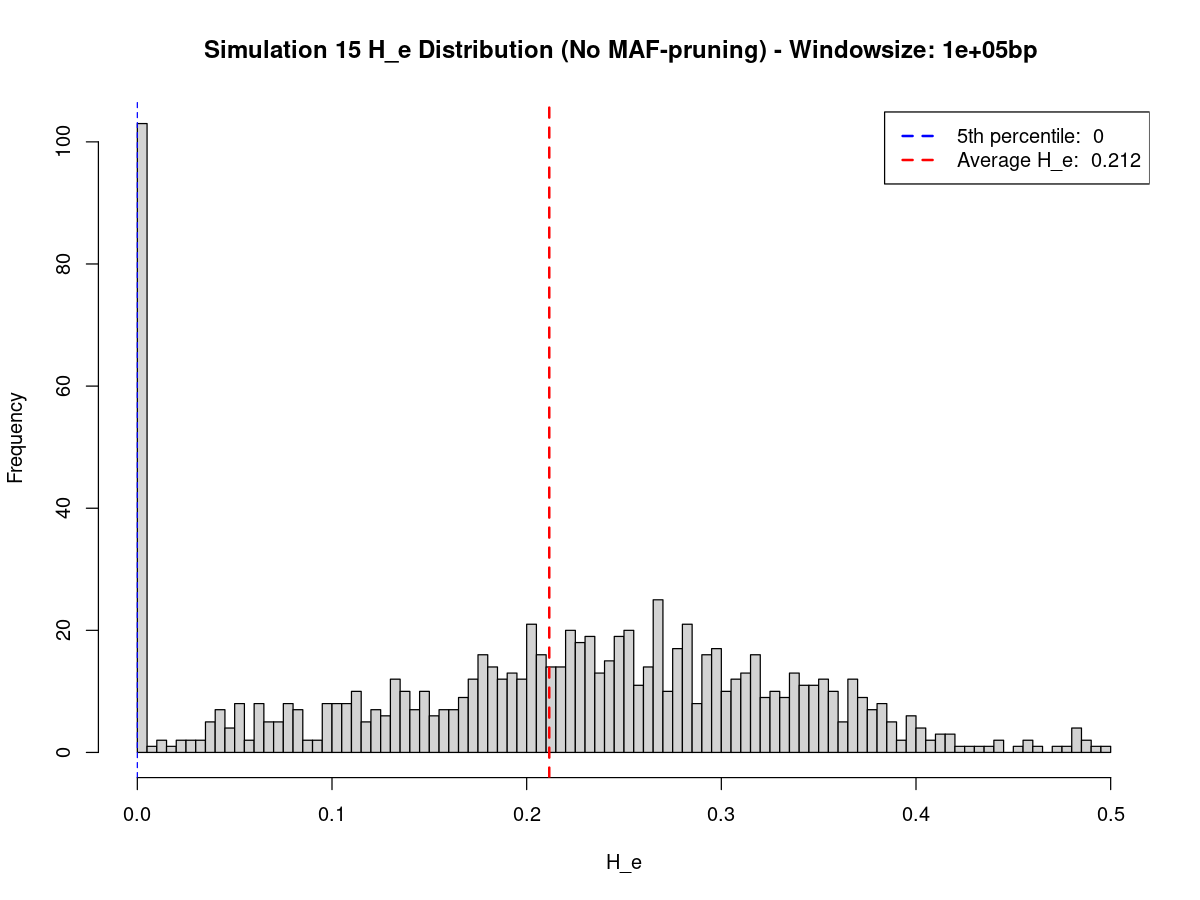 Simulation 15 H_e Distribution (No MAF-pruning) - Windowsize: 1e+05bp
5th percentile:  0
Average H_e:  0.212
Frequency
100
80
60
40
20
0
0.0 0.1 0.2 0.3 0.4 0.5
H_e